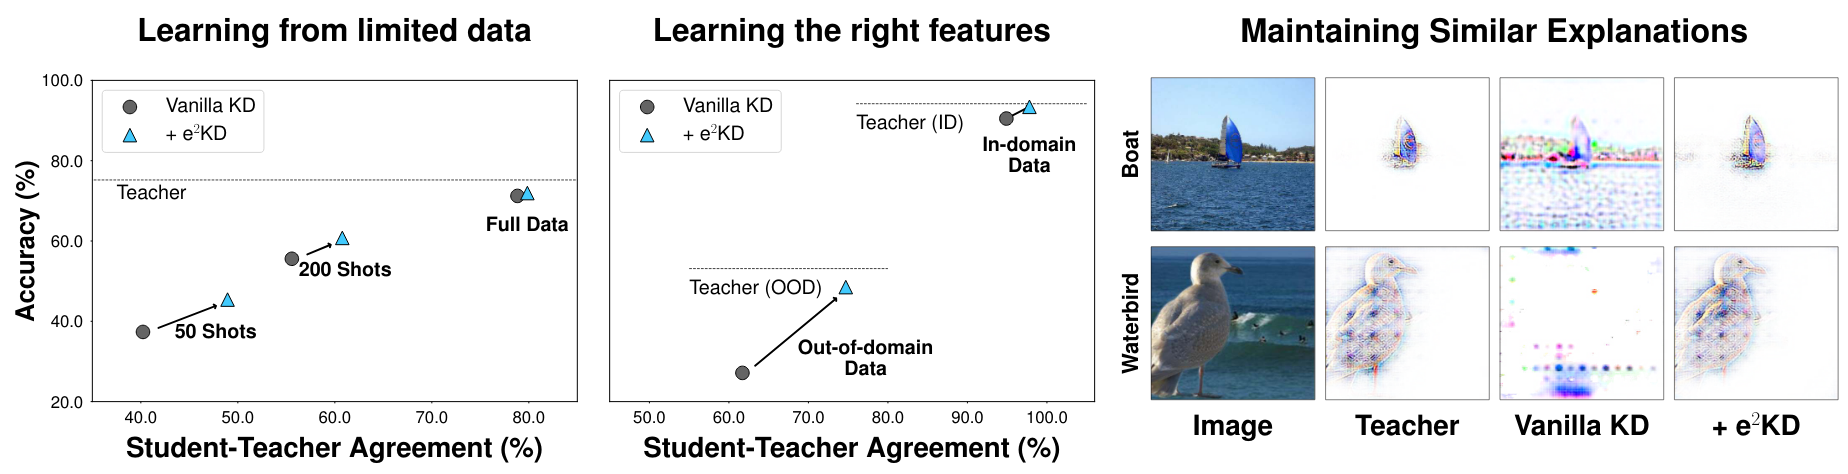 Learning from limited data
100.0
80.0
60.0
40.0
20.0
Accuracy (%)
Vanilla KD
+ e²KD
Teacher
Full Data
200 Shots
50 Shots
40.0 50.0 60.0 70.0 80.0
Student-Teacher Agreement (%)
Learning the right features
Vanilla KD
+ e²KD
Teacher (ID)
In-domain
Data
Teacher (OOD)
Out-of-domain
Data
50.0 60.0 70.0 80.0 90.0 100.0
Student-Teacher Agreement (%)
Maintaining Similar Explanations
Boat
Waterbird
Image Teacher Vanilla KD + e²KD